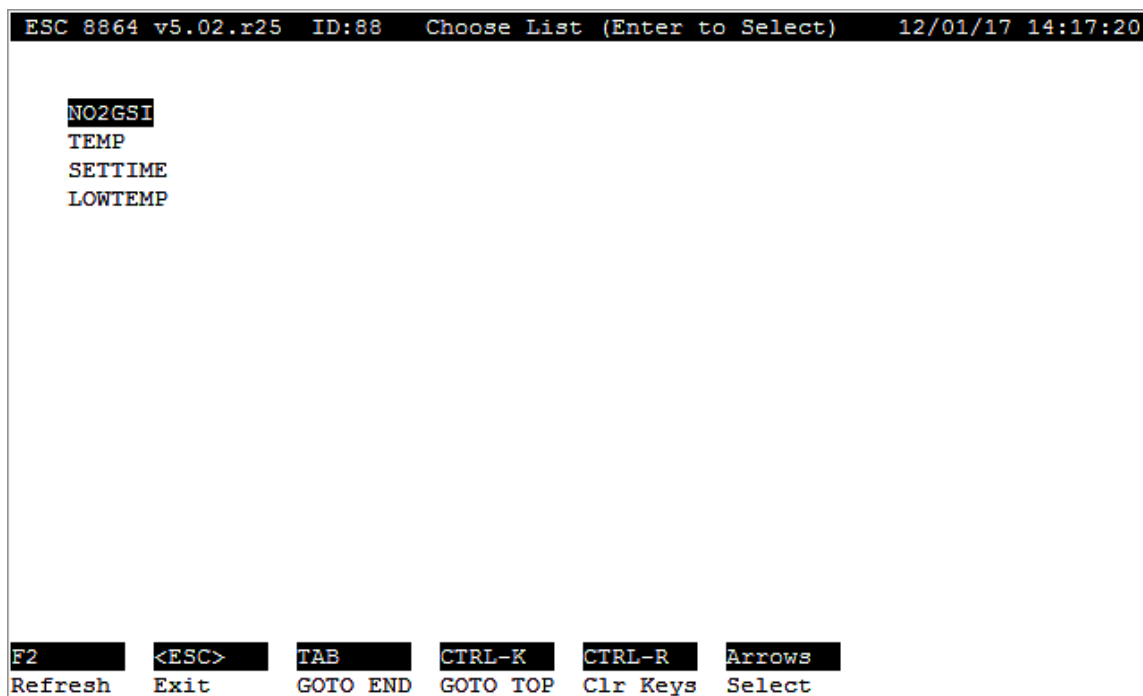 ESC 8864 v5.02.r25 ID:88 Choose List (Enter to Select) 12/01/17 14:17:20
NO2GSI
TEMP
SETTIME
LOWTEMP
F2 <ESC> TAB CTRL-K CTRL-R Arrows
Refresh Exit GOTO END GOTO TOP Clr Keys Select